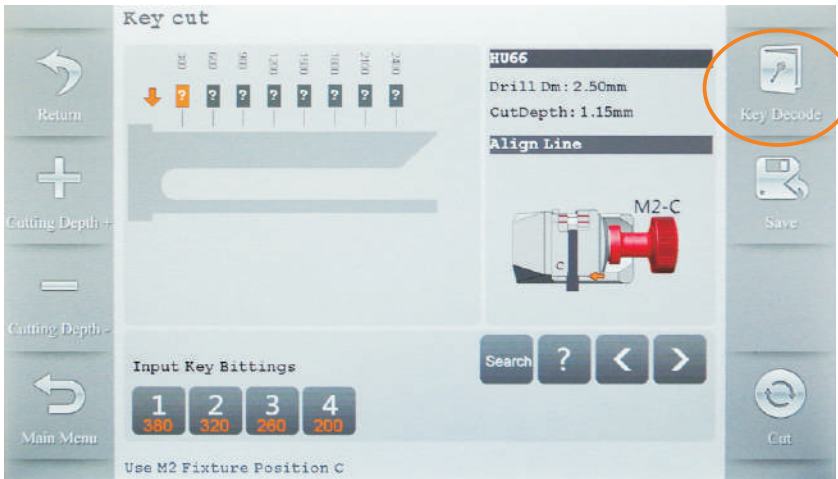 Key cut
Return
Cutting Depth +
Cutting Depth -
Main Menu
300 600 900 1200 1500 1800 2100 2400
? ? ? ? ? ? ? ?
HU66
Drill Dm: 2.50mm
CutDepth: 1.15mm
Align Line
M2-C
C
Key Decode
Save
Cut
Input Key Bittings
1 2 3 4
380 320 260 200
Search ? < >
Use M2 Fixture Position C